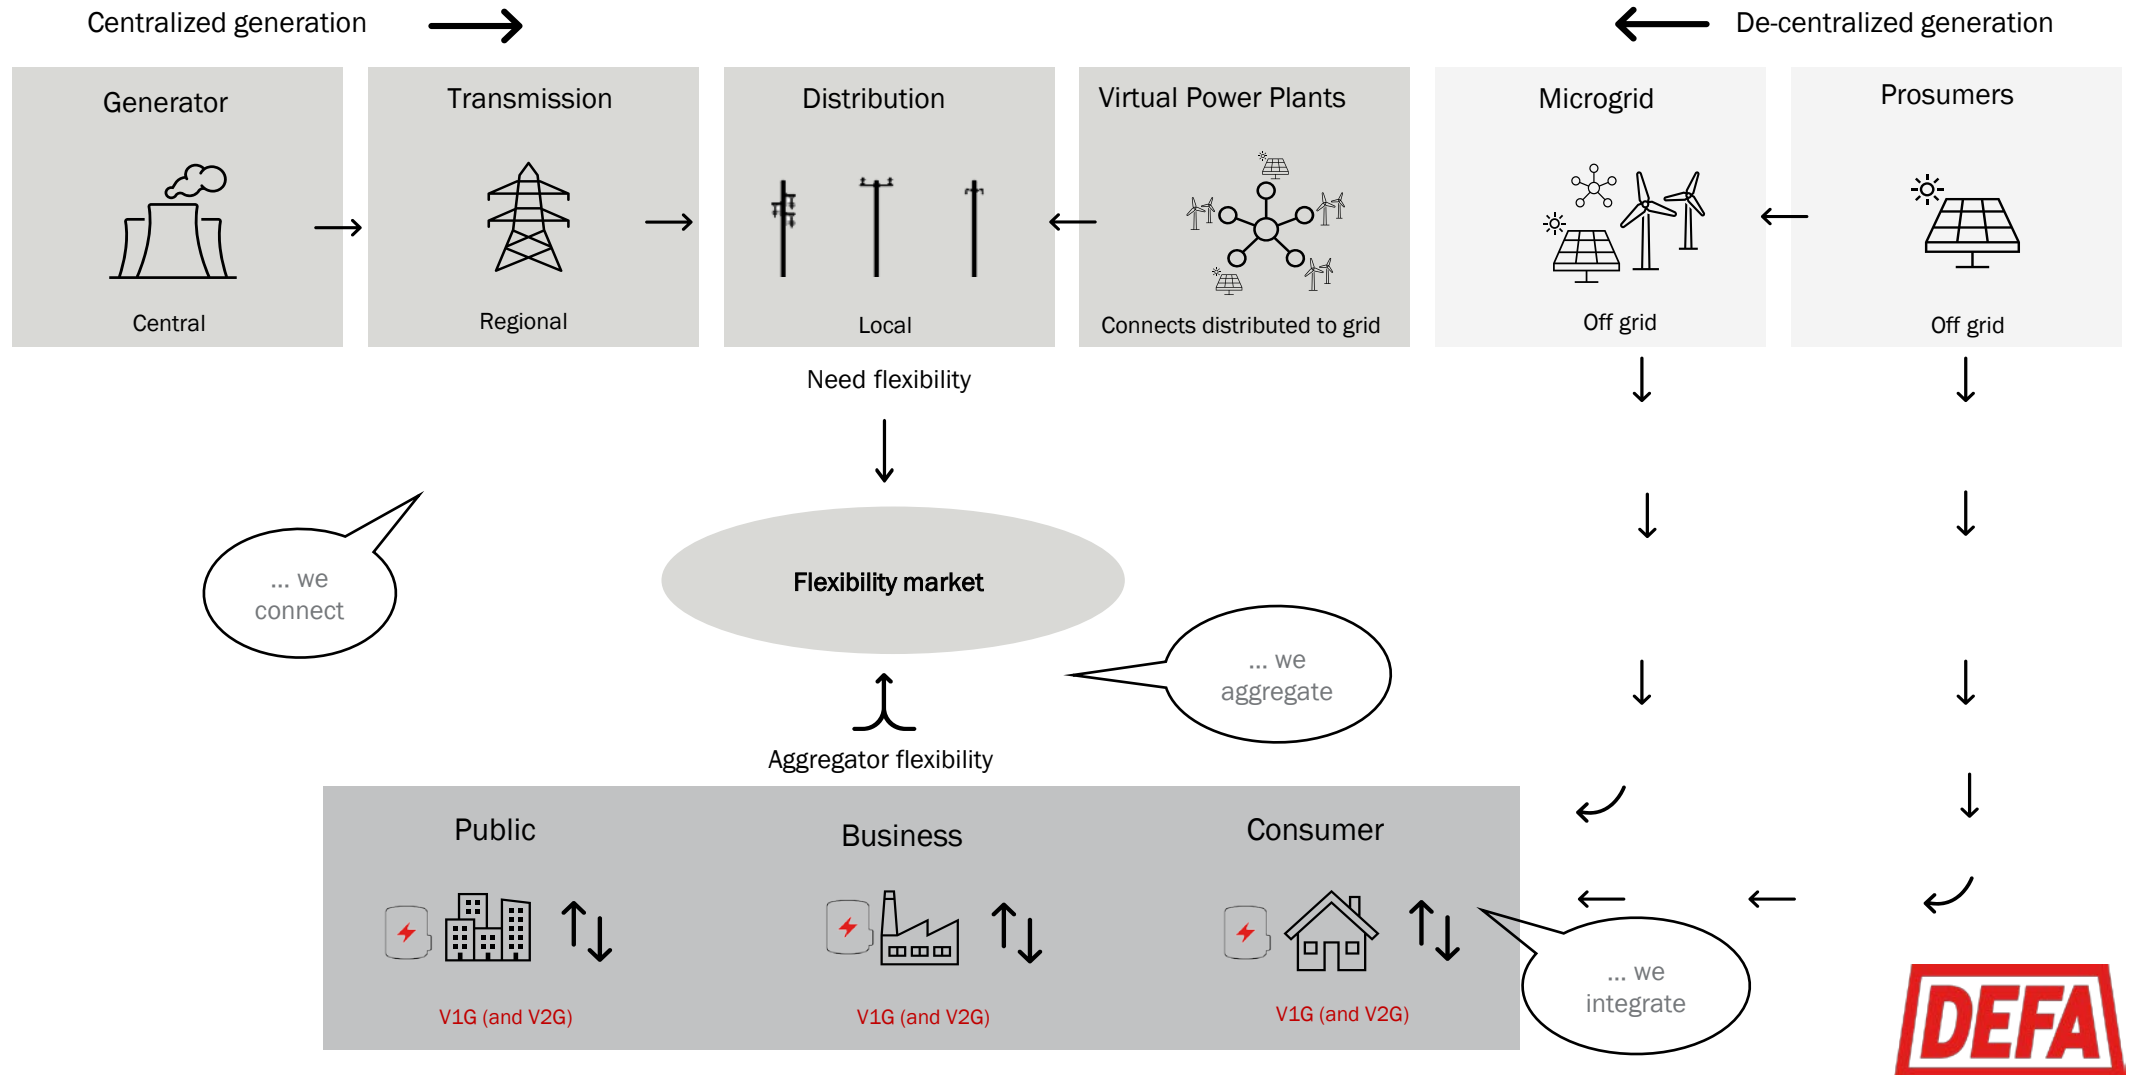 Centralized generation
De-centralized generation
Generator
Transmission
Distribution
Virtual Power Plants
Microgrid
Prosumers
Central
Regional
Local
Connects distributed to grid
Off grid
Off grid
Need flexibility
... we
connect
Flexibility market
... we
aggregate
Aggregator flexibility
Public
Business
Consumer
V1G (and V2G)
V1G (and V2G)
V1G (and V2G)
... we
integrate
DEFA